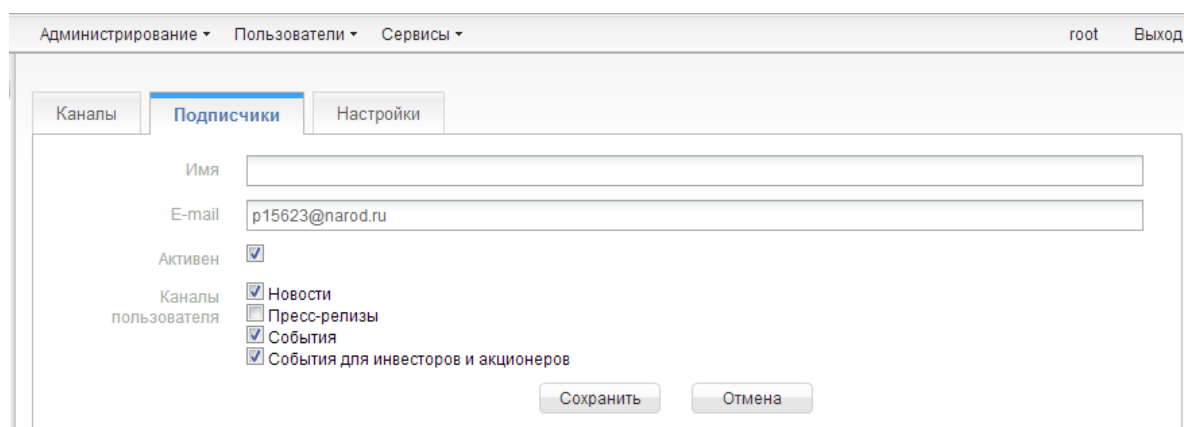 Администрирование Пользователи Сервисы root Выход
Каналы Подписчики Настройки
Имя
E-mail p15623@narod.ru
Активен
Каналы пользователя
Новости
Пресс-релизы
События
События для инвесторов и акционеров
Сохранить Отмена